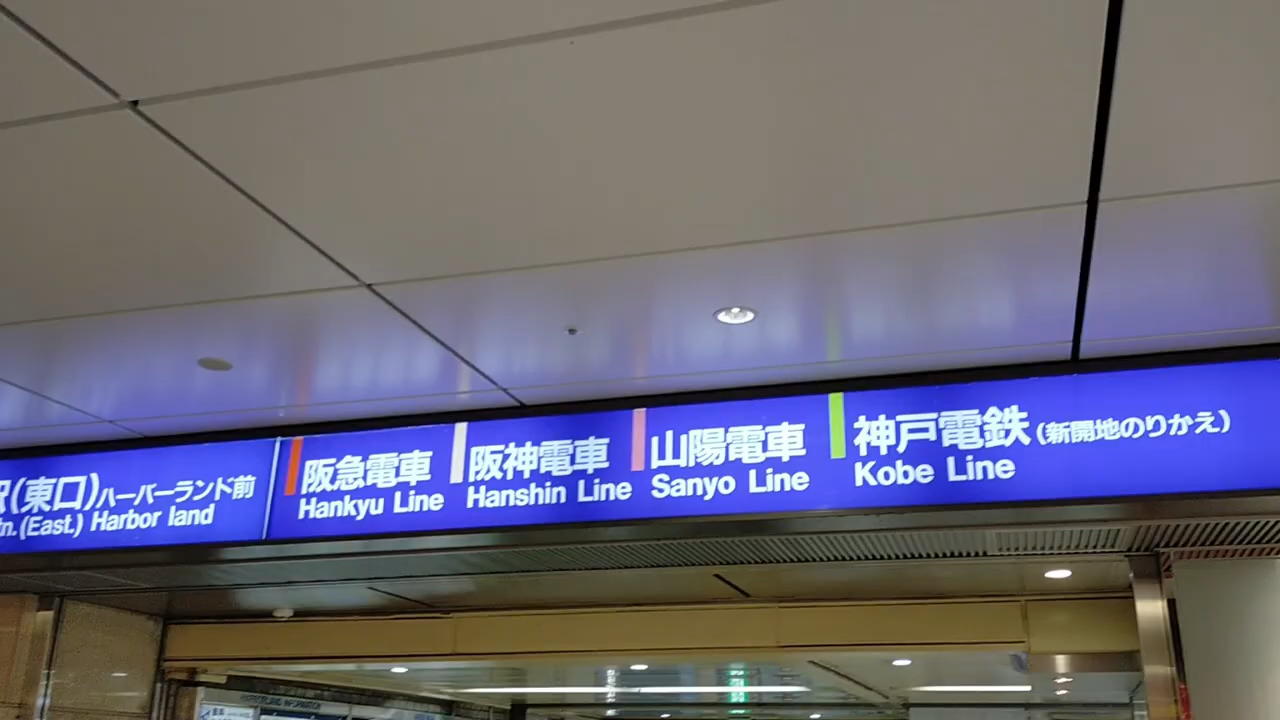 (東口)ハーバーランド前
(East.) Harbor land
阪急電車
Hankyu Line
阪神電車
Hanshin Line
山陽電車
Sanyo Line
神戸電鉄(新開地のりかえ)
Kobe Line